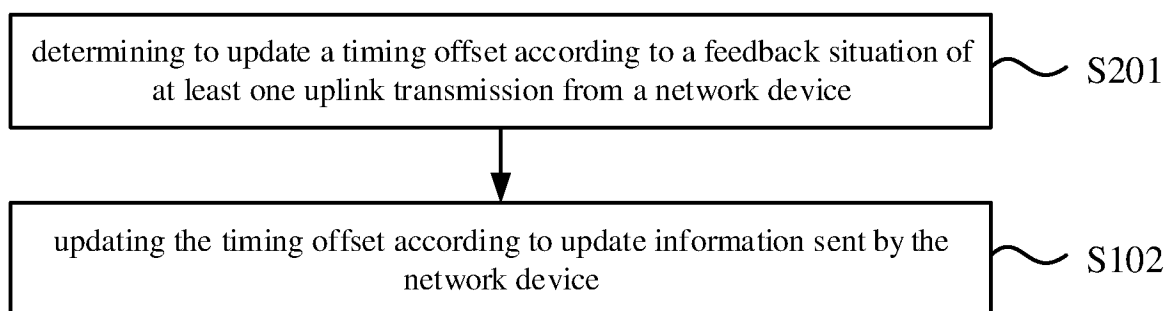 determining to update a timing offset according to a feedback situation of
at least one uplink transmission from a network device
S201
updating the timing offset according to update information sent by the
network device
S102